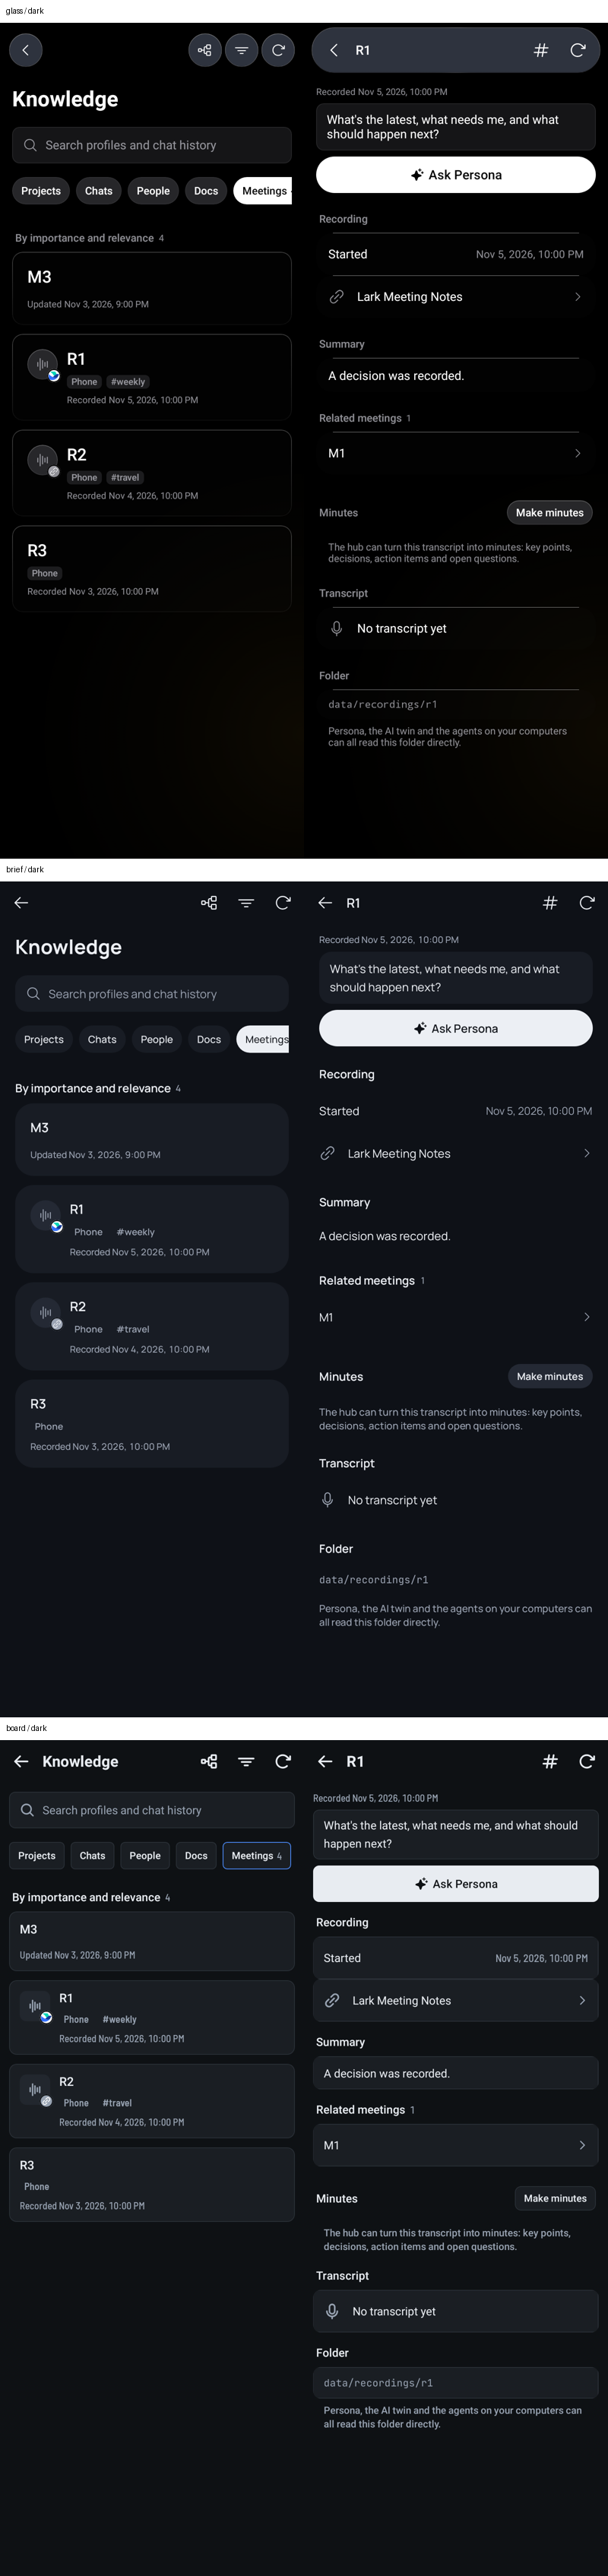 glass / dark
Knowledge
Search profiles and chat history
Projects
Chats
People
Docs
Meetings
By importance and relevance 4
M3
Updated Nov 3, 2026, 9:00 PM
R1
Phone #weekly
Recorded Nov 5, 2026, 10:00 PM
R2
Phone #travel
Recorded Nov 4, 2026, 10:00 PM
R3
Phone
Recorded Nov 3, 2026, 10:00 PM
R1
Recorded Nov 5, 2026, 10:00 PM
What's the latest, what needs me, and what
should happen next?
Ask Persona
Recording
Started Nov 5, 2026, 10:00 PM
Lark Meeting Notes
Summary
A decision was recorded.
Related meetings 1
M1
Minutes
Make minutes
The hub can turn this transcript into minutes: key points,
decisions, action items and open questions.
Transcript
No transcript yet
Folder
data/recordings/r1
Persona, the AI twin and the agents on your computers
can all read this folder directly.
brief / dark
Knowledge
Search profiles and chat history
Projects
Chats
People
Docs
Meetings
By importance and relevance 4
M3
Updated Nov 3, 2026, 9:00 PM
R1
Phone #weekly
Recorded Nov 5, 2026, 10:00 PM
R2
Phone #travel
Recorded Nov 4, 2026, 10:00 PM
R3
Phone
Recorded Nov 3, 2026, 10:00 PM
R1
Recorded Nov 5, 2026, 10:00 PM
What's the latest, what needs me, and what
should happen next?
Ask Persona
Recording
Started Nov 5, 2026, 10:00 PM
Lark Meeting Notes
Summary
A decision was recorded.
Related meetings 1
M1
Minutes
Make minutes
The hub can turn this transcript into minutes: key points,
decisions, action items and open questions.
Transcript
No transcript yet
Folder
data/recordings/r1
Persona, the AI twin and the agents on your computers can
all read this folder directly.
board / dark
Knowledge
Search profiles and chat history
Projects
Chats
People
Docs
Meetings 4
By importance and relevance 4
M3
Updated Nov 3, 2026, 9:00 PM
R1
Phone #weekly
Recorded Nov 5, 2026, 10:00 PM
R2
Phone #travel
Recorded Nov 4, 2026, 10:00 PM
R3
Phone
Recorded Nov 3, 2026, 10:00 PM
R1
Recorded Nov 5, 2026, 10:00 PM
What's the latest, what needs me, and what should
happen next?
Ask Persona
Recording
Started Nov 5, 2026, 10:00 PM
Lark Meeting Notes
Summary
A decision was recorded.
Related meetings 1
M1
Minutes
Make minutes
The hub can turn this transcript into minutes: key points,
decisions, action items and open questions.
Transcript
No transcript yet
Folder
data/recordings/r1
Persona, the AI twin and the agents on your computers can
all read this folder directly.